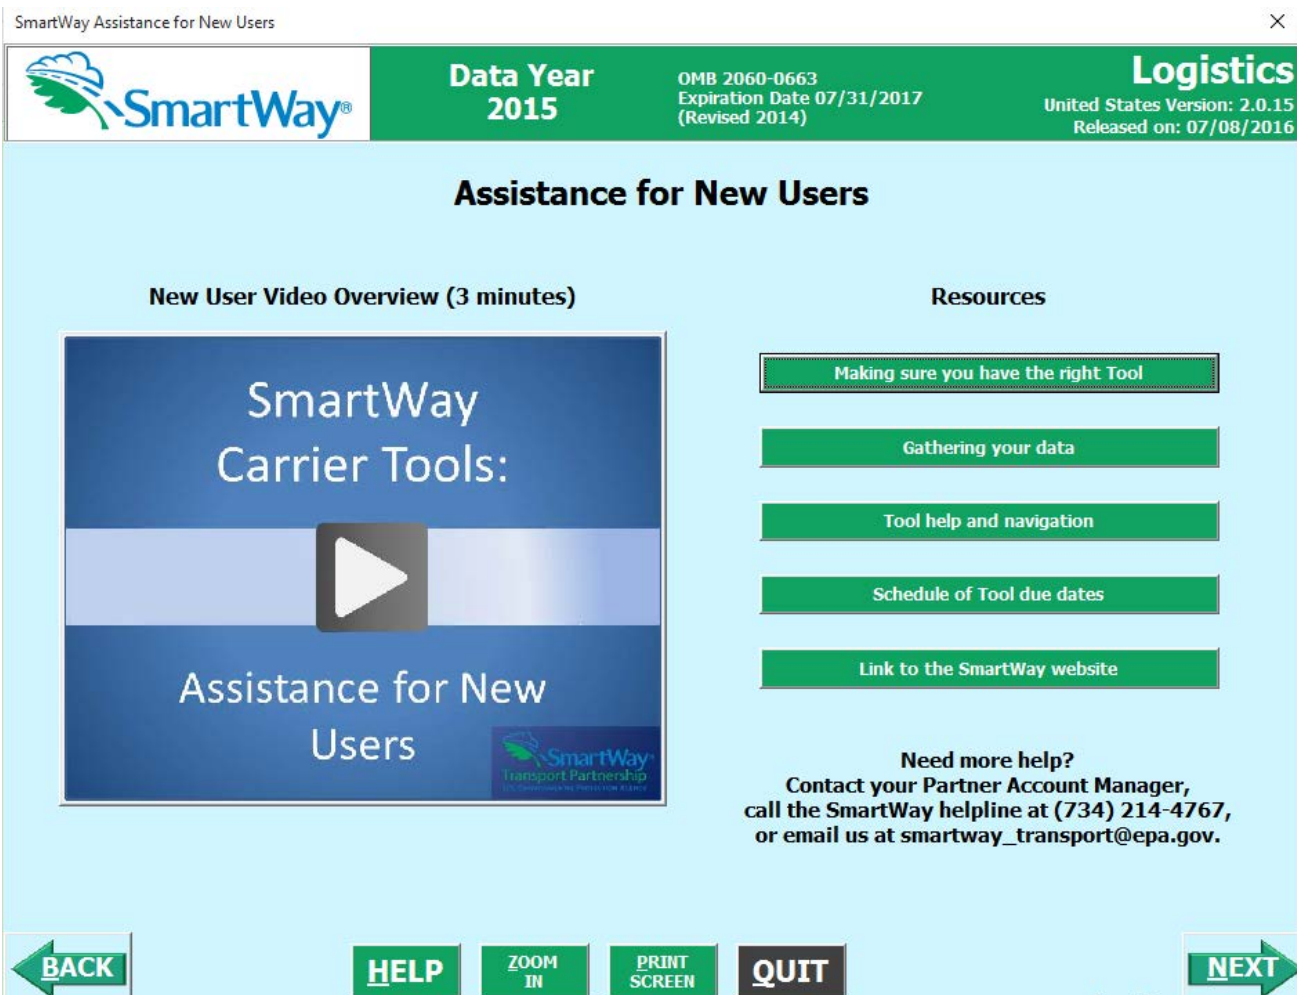 SmartWay Assistance for New Users
SmartWay®
Data Year
2015
OMB 2060-0663
Expiration Date 07/31/2017
(Revised 2014)
Logistics
United States Version: 2.0.15
Released on: 07/08/2016
Assistance for New Users
New User Video Overview (3 minutes)
SmartWay
Carrier Tools:
Assistance for New
Users
SmartWay
Transport Partnership
U.S. Environmental Protection Agency
Resources
Making sure you have the right Tool
Gathering your data
Tool help and navigation
Schedule of Tool due dates
Link to the SmartWay website
Need more help?
Contact your Partner Account Manager,
call the SmartWay helpline at (734) 214-4767,
or email us at smartway_transport@epa.gov.
BACK
HELP
ZOOM
IN
PRINT
SCREEN
QUIT
NEXT